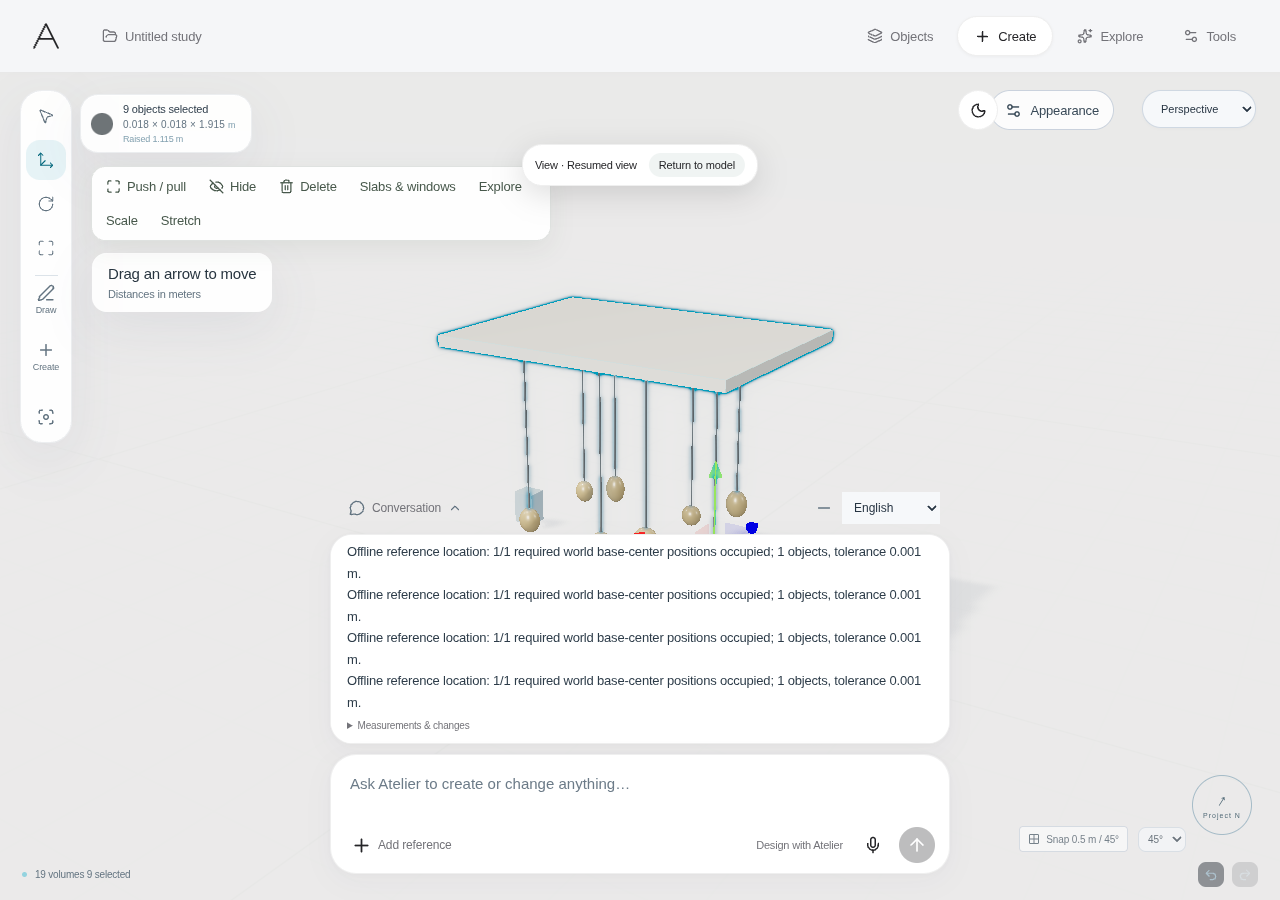 Untitled study
Objects
Create
Explore
Tools
9 objects selected
0.018 × 0.018 × 1.915 m
Raised 1.115 m
Appearance
Perspective
View · Resumed view
Return to model
Push / pull
Hide
Delete
Slabs & windows
Explore
Scale
Stretch
Drag an arrow to move
Distances in meters
Draw
Create
Conversation
English
Offline reference location: 1/1 required world base-center positions occupied; 1 objects, tolerance 0.001
m.
Offline reference location: 1/1 required world base-center positions occupied; 1 objects, tolerance 0.001
m.
Offline reference location: 1/1 required world base-center positions occupied; 1 objects, tolerance 0.001
m.
Offline reference location: 1/1 required world base-center positions occupied; 1 objects, tolerance 0.001
m.
Measurements & changes
Ask Atelier to create or change anything…
Add reference
Design with Atelier
Project N
Snap 0.5 m / 45°
45°
19 volumes 9 selected